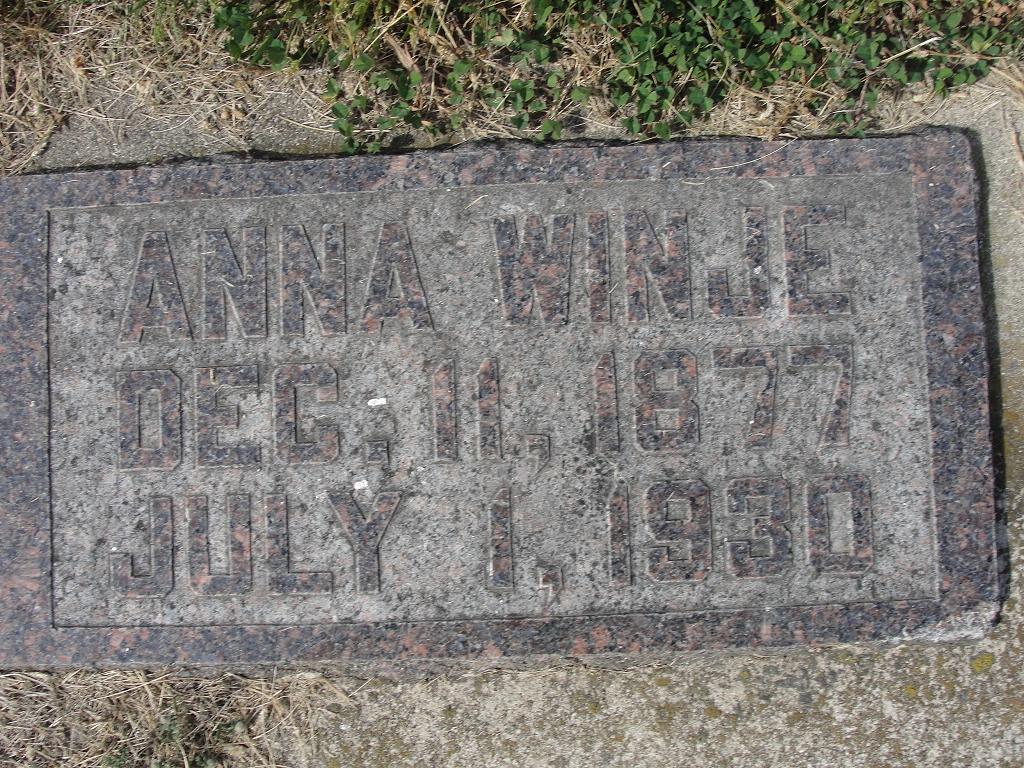 ANNA WINJE
DEC. 11, 1877
JULY 1, 1930